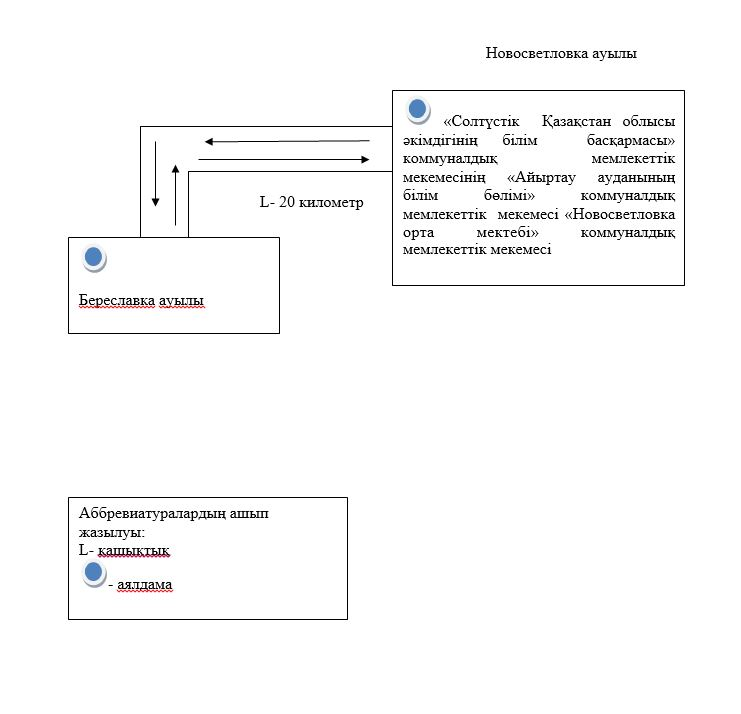 Новосветловка ауылы
«Солтүстік Қазақстан облысы
әкімдігінің білім басқармасы»
коммуналдық мемлекеттік
мекемесінің «Айыртау ауданының
білім бөлімі» коммуналдық
мемлекеттік мекемесі «Новосветловка
орта мектебі» коммуналдық
мемлекеттік мекемесі
L- 20 километр
Береславка ауылы
Аббревиатуралардың ашып
жазылуы:
L- қашықтық
- аялдама